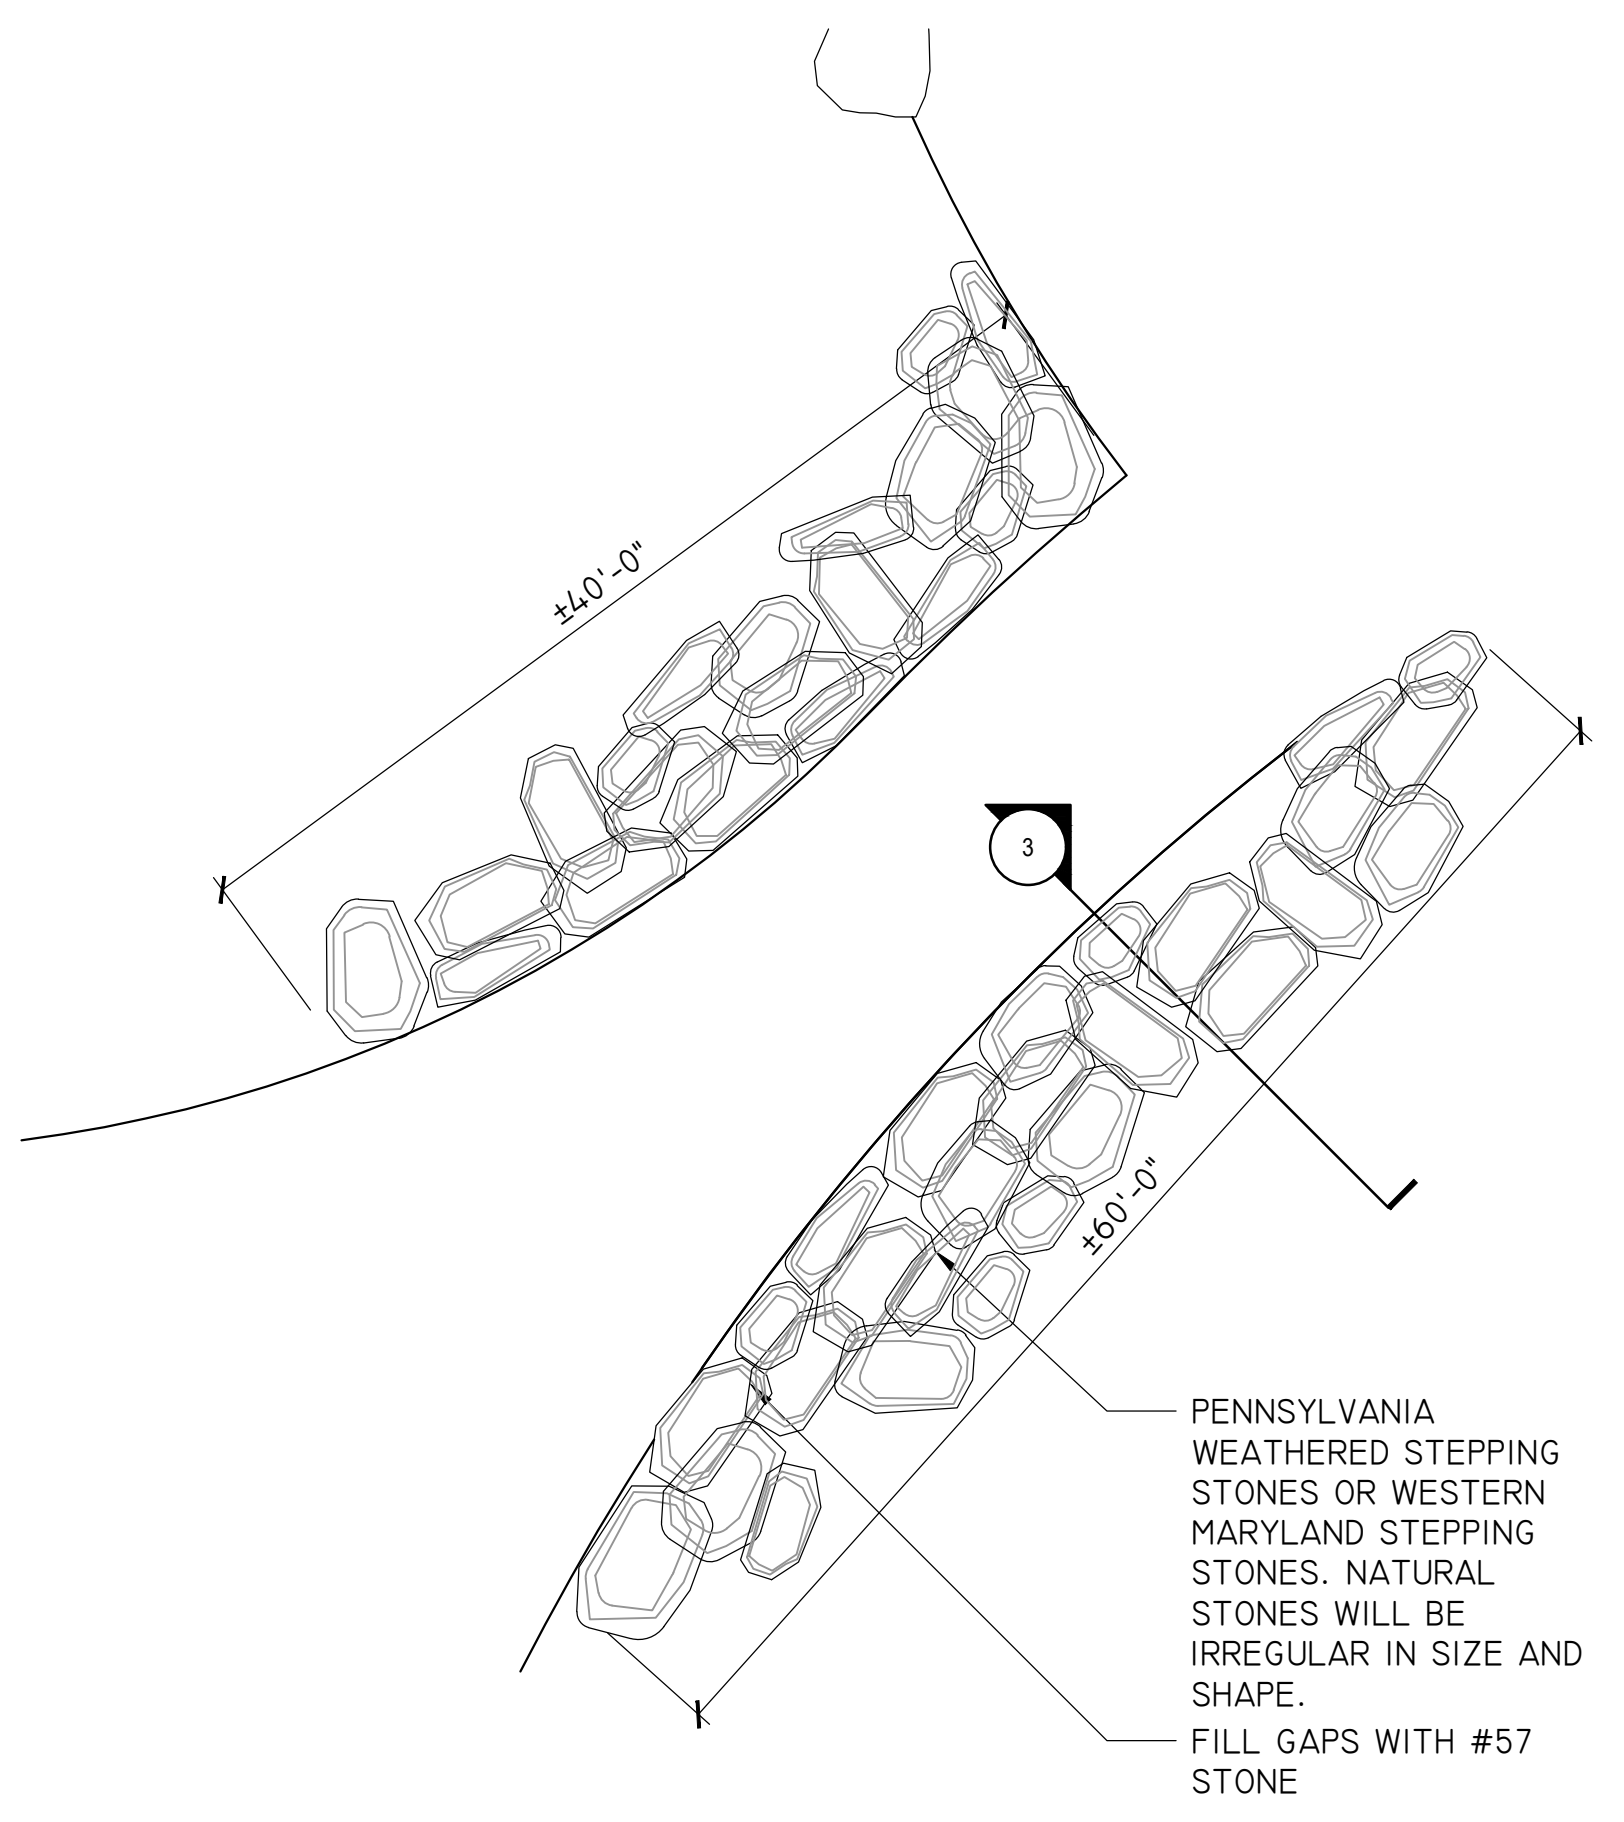 ±40'-0"
3
±60'-0"
PENNSYLVANIA
WEATHERED STEPPING
STONES OR WESTERN
MARYLAND STEPPING
STONES. NATURAL
STONES WILL BE
IRREGULAR IN SIZE AND
SHAPE.
FILL GAPS WITH #57
STONE